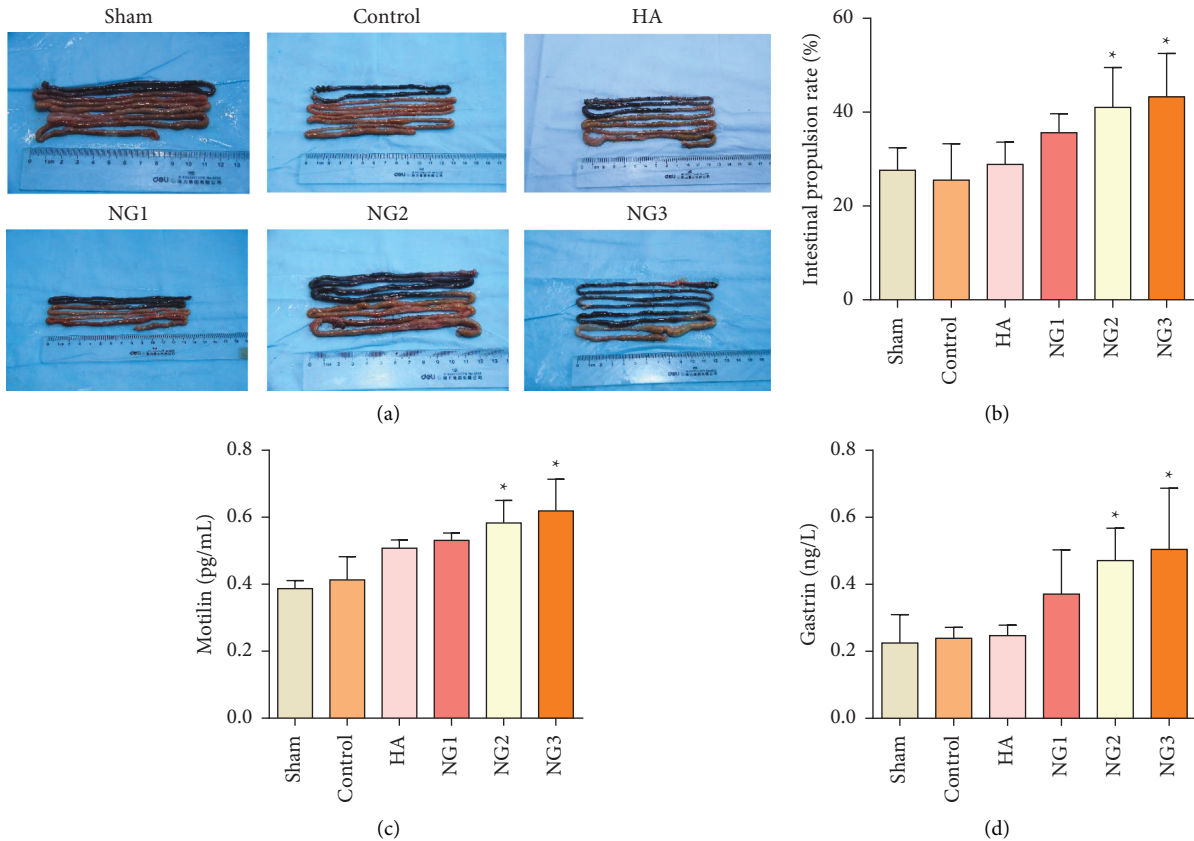 Sham
Control
HA
NG1
NG2
NG3
(a)
Intestinal propulsion rate (%)
60
40
20
0
*
*
Sham
Control
HA
NG1
NG2
NG3
(b)
Motilin (pg/mL)
0.8
0.6
0.4
0.2
0.0
*
*
Sham
Control
HA
NG1
NG2
NG3
(c)
Gastrin (ng/L)
0.8
0.6
0.4
0.2
0.0
*
*
Sham
Control
HA
NG1
NG2
NG3
(d)